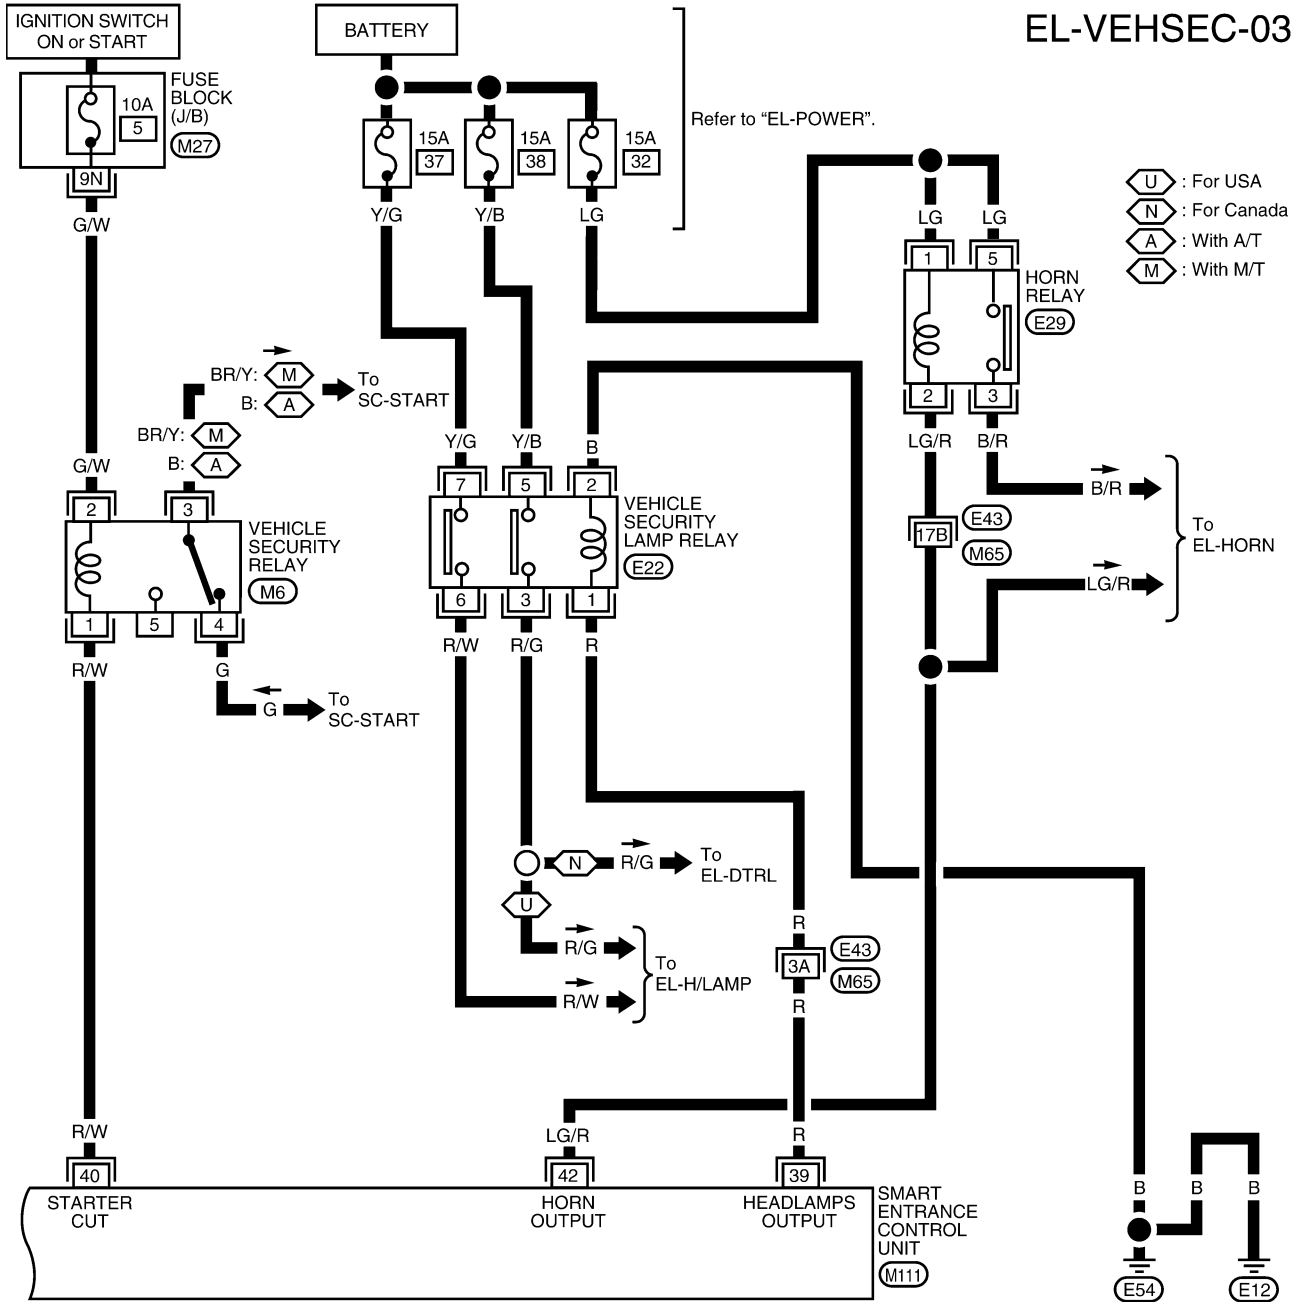 EL-VEHSEC-03
IGNITION SWITCH
ON or START
FUSE
BLOCK
(J/B)
M27
10A
5
9N
G/W
G/W
BATTERY
15A
37
15A
38
15A
32
Refer to “EL-POWER”.
Y/G
Y/B
LG
U : For USA
N : For Canada
A : With A/T
M : With M/T
LG
LG
1
5
HORN
RELAY
E29
2
3
LG/R
B/R
B/R
To
EL-HORN
LG/R
17B
E43
M65
BR/Y: M
B: A
To
SC-START
BR/Y: M
B: A
2
3
VEHICLE
SECURITY
RELAY
M6
1
5
4
R/W
G
G
To
SC-START
Y/G
Y/B
B
7
5
2
VEHICLE
SECURITY
LAMP RELAY
E22
6
3
1
R/W
R/G
R
N
R/G
To
EL-DTRL
U
R/G
R/W
To
EL-H/LAMP
R
3A
E43
M65
R
R/W
LG/R
R
40
42
39
STARTER
CUT
HORN
OUTPUT
HEADLAMPS
OUTPUT
SMART
ENTRANCE
CONTROL
UNIT
M111
B
B
B
E54
E12